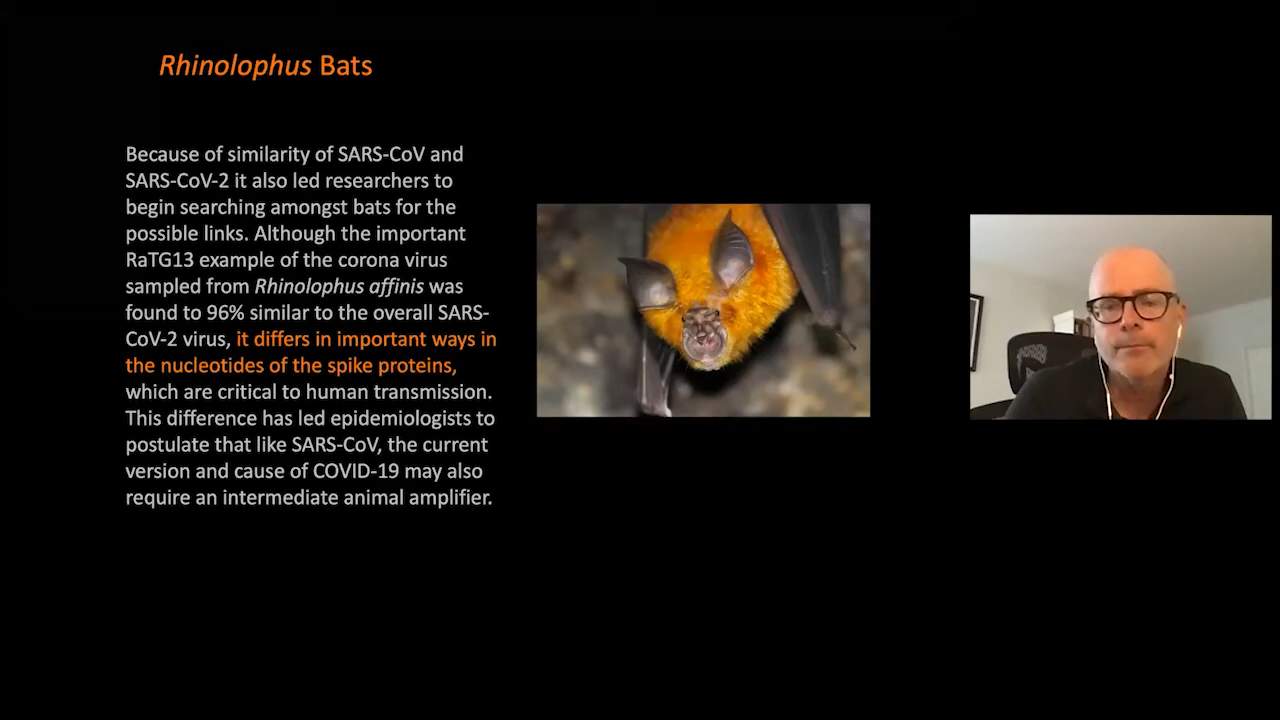 Rhinolophus Bats
Because of similarity of SARS-CoV and
SARS-CoV-2 it also led researchers to
begin searching amongst bats for the
possible links. Although the important
RaTG13 example of the corona virus
sampled from Rhinolophus affinis was
found to 96% similar to the overall SARS-
CoV-2 virus, it differs in important ways in
the nucleotides of the spike proteins,
which are critical to human transmission.
This difference has led epidemiologists to
postulate that like SARS-CoV, the current
version and cause of COVID-19 may also
require an intermediate animal amplifier.